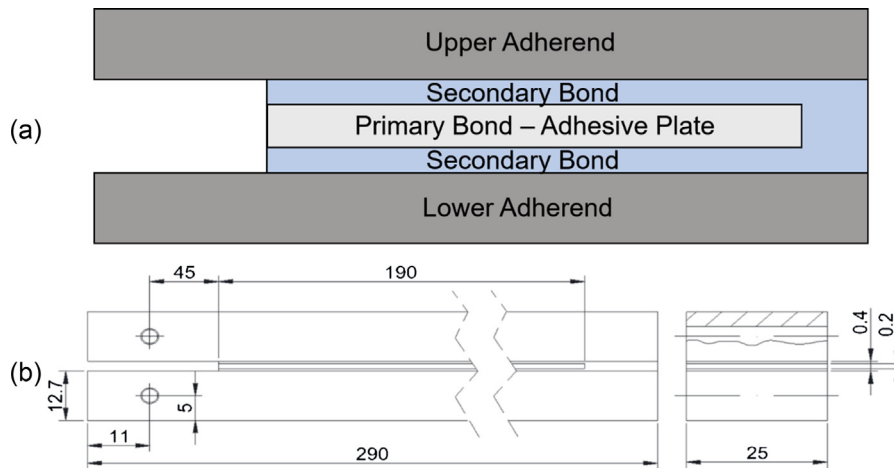 Upper Adherend
Secondary Bond
(a)
Primary Bond – Adhesive Plate
Secondary Bond
Lower Adherend
45
190
0.4
0.2
(b)
12.7
5
11
290
25